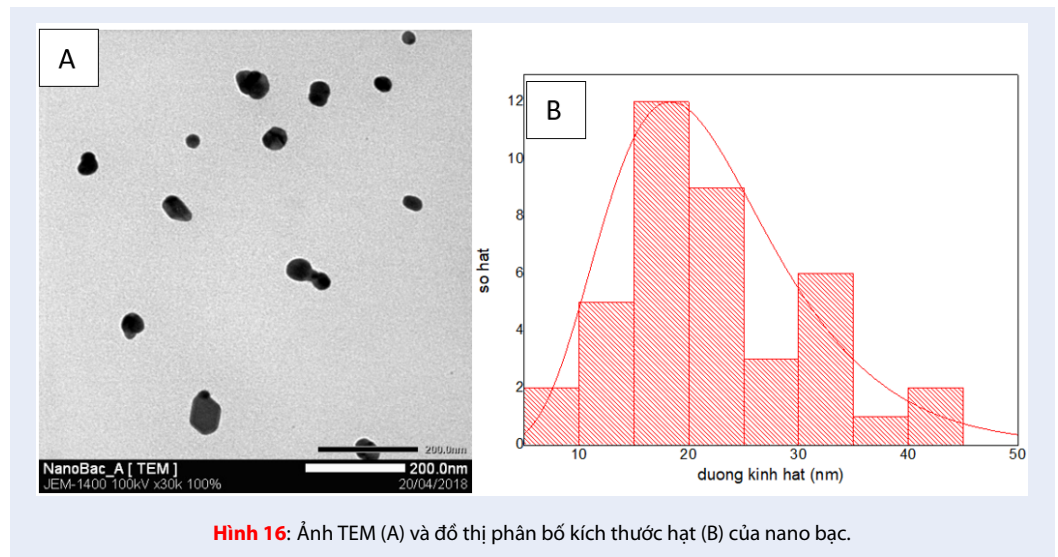 A
200.0nm
NanoBac_A [ TEM ]
200.0nm
JEM-1400 100kV x30k 100%
20/04/2018
B
12
10
8
6
4
2
0
so hat
10
20
30
40
50
duong kinh hat (nm)
Hình 16: Ảnh TEM (A) và đồ thị phân bố kích thước hạt (B) của nano bạc.